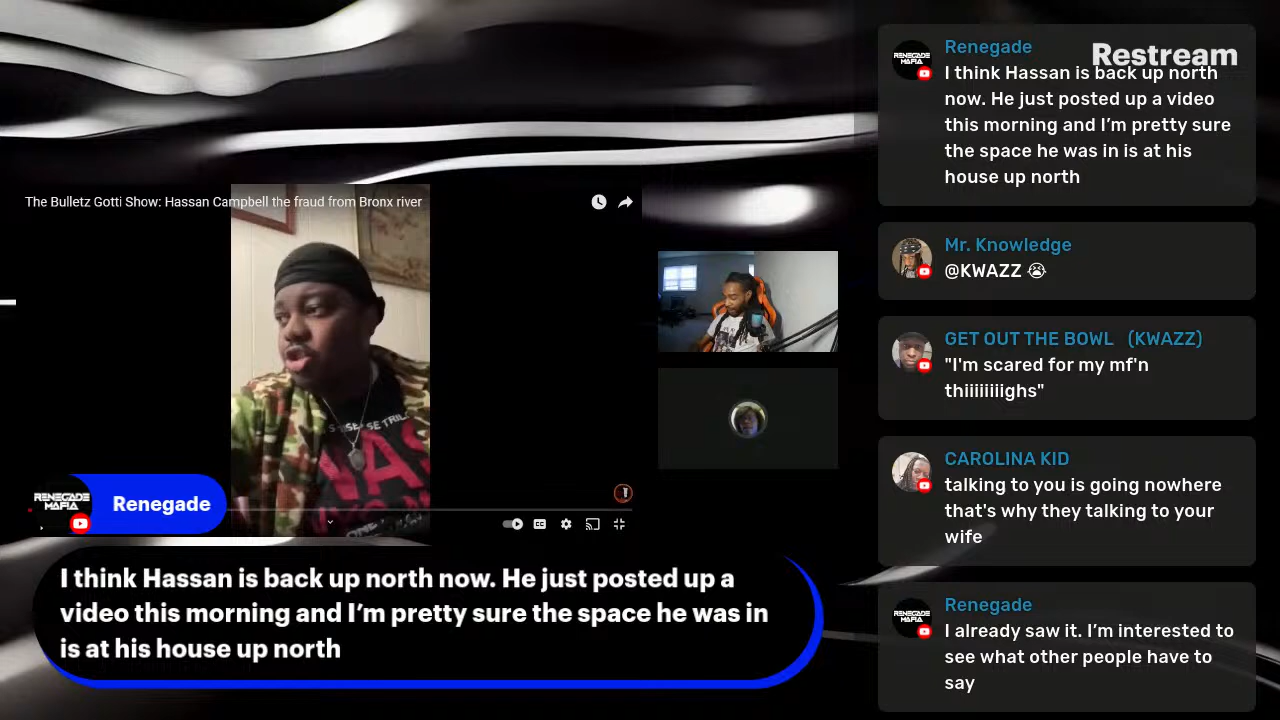 Restream
The Bulletz Gotti Show: Hassan Campbell the fraud from Bronx river
RENEGADE
MAFIA
Renegade
I think Hassan is back up north now. He just posted up a
video this morning and I'm pretty sure the space he was in
is at his house up north
RENEGADE
MAFIA
Renegade
I think Hassan is back up north
now. He just posted up a video
this morning and I'm pretty sure
the space he was in is at his
house up north
Mr. Knowledge
@KWAZZ 😭
GET OUT THE BOWL (KWAZZ)
"I'm scared for my mf'n
thiiiiiiighs"
CAROLINA KID
talking to you is going nowhere
that's why they talking to your
wife
RENEGADE
MAFIA
Renegade
I already saw it. I'm interested to
see what other people have to
say